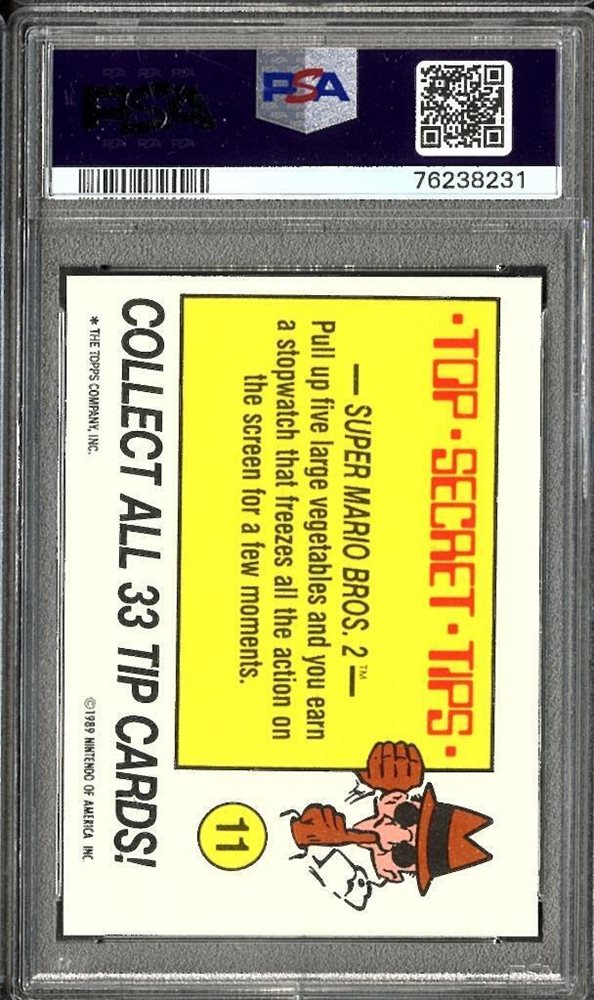 PSA
PSA
76238231
·TOP·SECRET·TIPS·
— SUPER MARIO BROS. 2™ —
Pull up five large vegetables and you earn
a stopwatch that freezes all the action on
the screen for a few moments.
11
COLLECT ALL 33 TIP CARDS!
* THE TOPPS COMPANY, INC.
©1989 NINTENDO OF AMERICA INC.